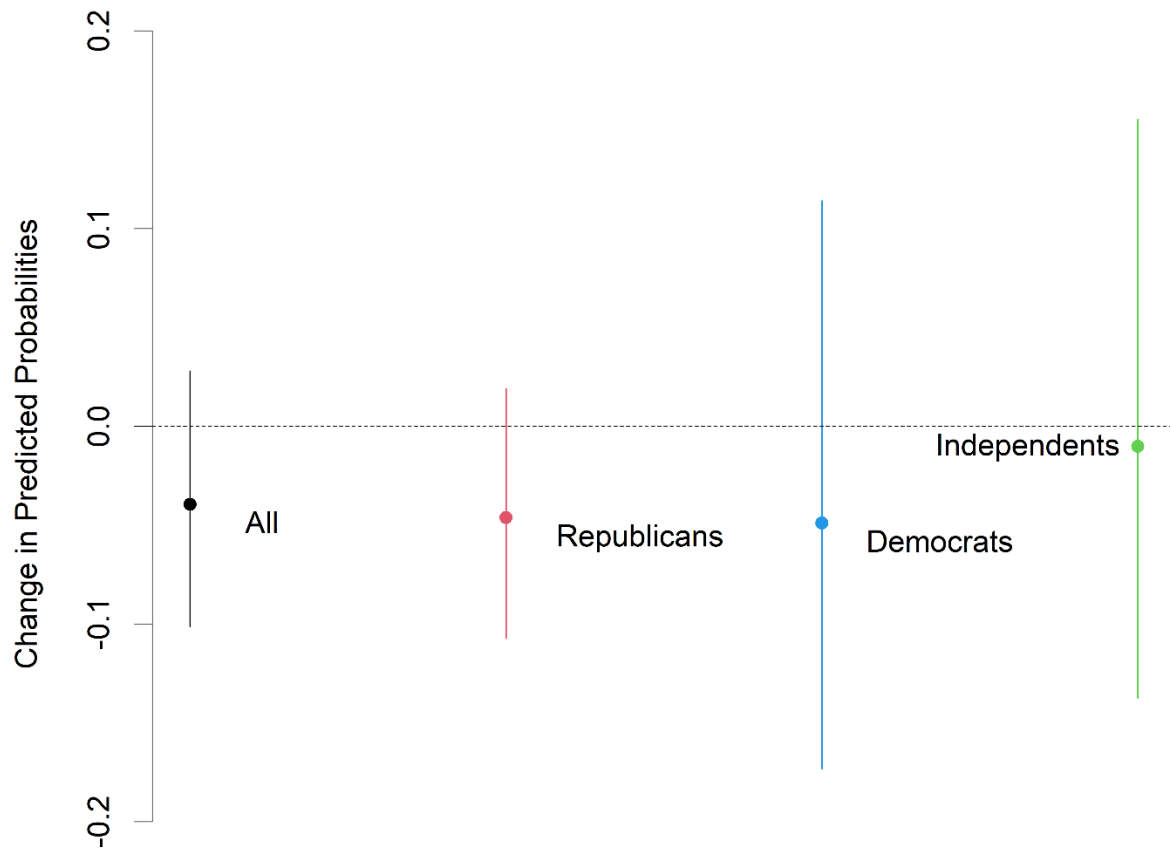 0.2
0.1
0.0
-0.1
-0.2
Change in Predicted Probabilities
All
Republicans
Democrats
Independents